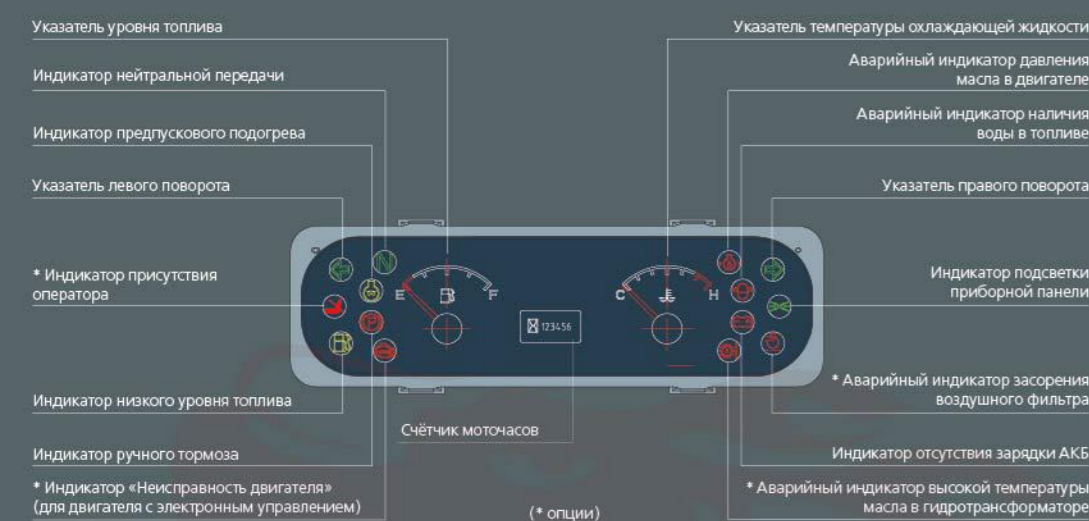 Указатель уровня топлива
Индикатор нейтральной передачи
Индикатор предпускового подогрева
Указатель левого поворота
* Индикатор присутствия
оператора
Индикатор низкого уровня топлива
Индикатор ручного тормоза
* Индикатор «Неисправность двигателя»
(для двигателя с электронным управлением)
N
P
E
F
123456
C
H
Счётчик моточасов
(* опции)
Указатель температуры охлаждающей жидкости
Аварийный индикатор давления
масла в двигателе
Аварийный индикатор наличия
воды в топливе
Указатель правого поворота
Индикатор подсветки
приборной панели
* Аварийный индикатор засорения
воздушного фильтра
Индикатор отсутствия зарядки АКБ
* Аварийный индикатор высокой температуры
масла в гидротрансформаторе